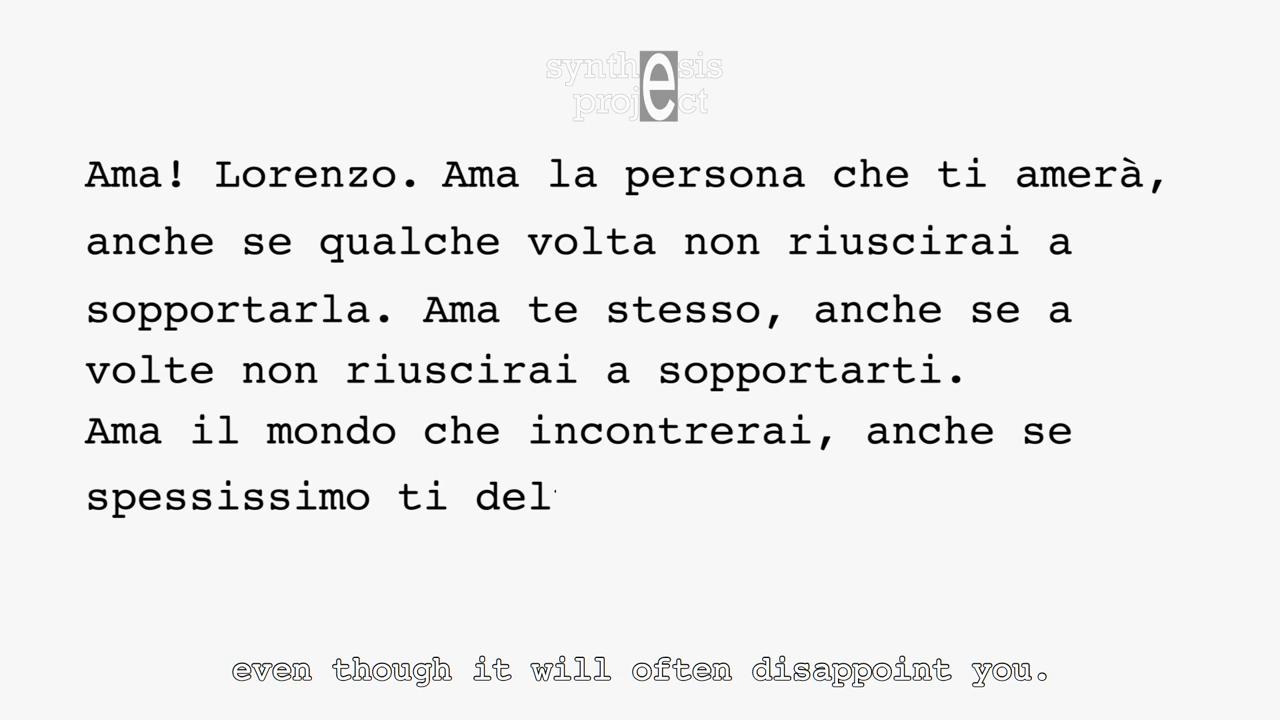 synthesis
project
Ama! Lorenzo. Ama la persona che ti amerà,
anche se qualche volta non riuscirai a
sopportarla. Ama te stesso, anche se a
volte non riuscirai a sopportarti.
Ama il mondo che incontrerai, anche se
spessissimo ti del
even though it will often disappoint you.